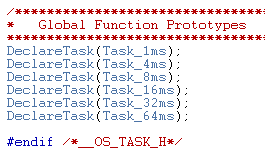 /*****************************
*   Global Function Prototypes
******************************
DeclareTask(Task_1ms);
DeclareTask(Task_4ms);
DeclareTask(Task_8ms);
DeclareTask(Task_16ms);
DeclareTask(Task_32ms);
DeclareTask(Task_64ms);
#endif /*__OS_TASK_H*/